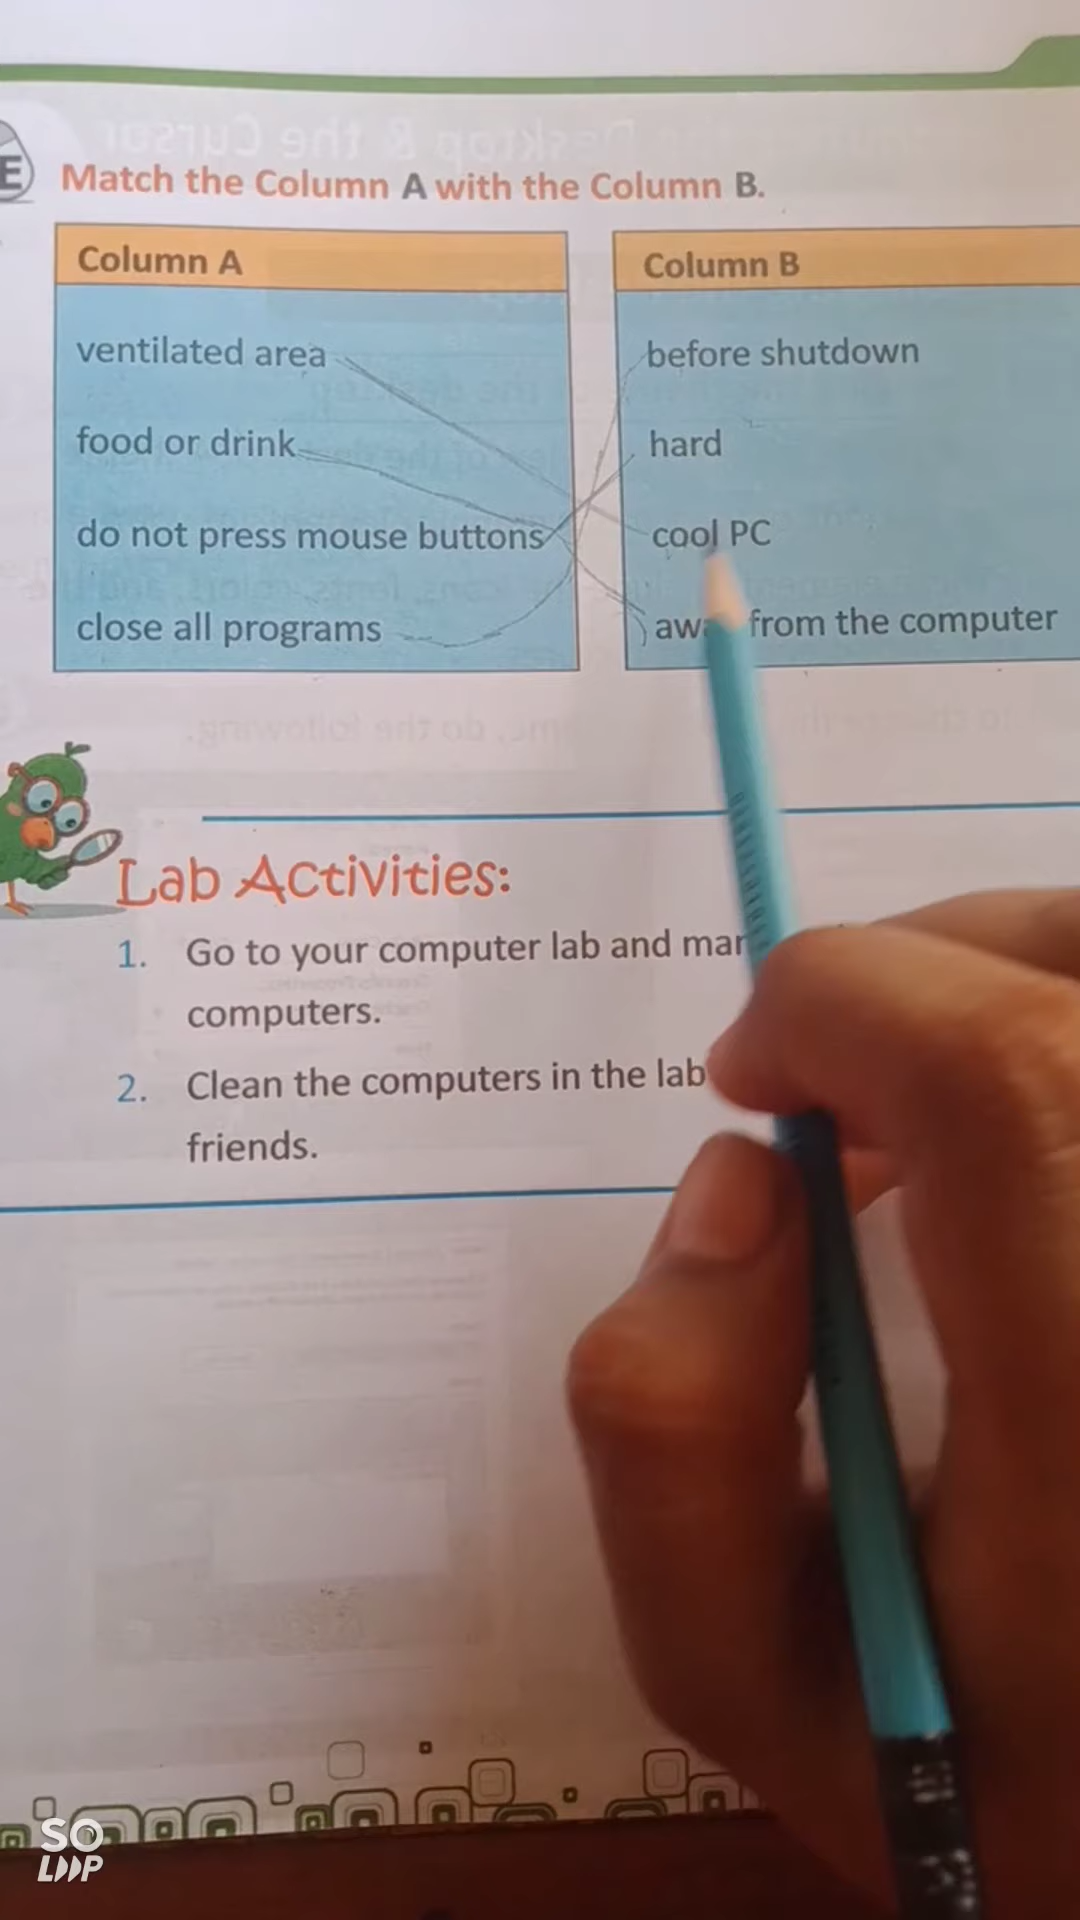 E Match the Column A with the Column B.
Column A Column B
ventilated area before shutdown
food or drink hard
do not press mouse buttons cool PC
close all programs from the computer
Lab Activities:
1. Go to your computer lab and
computers.
2. Clean the computers in the lab
friends.
SO
LOOP